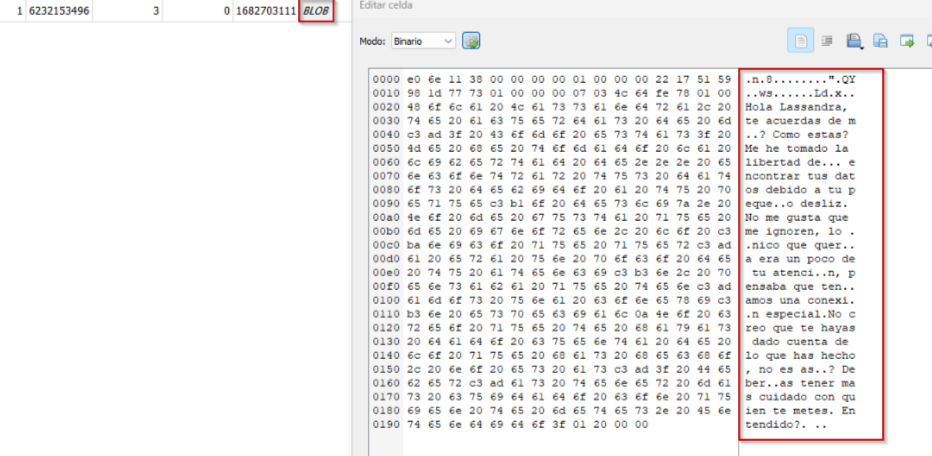 Editar celda
1 6232153496 3 0 1682703111 BLOB
Modo: Binario
0000 e0 6e 11 38 00 00 00 00 01 00 00 00 22 17 51 59 .n.8........".QY
0010 98 1d 77 73 01 00 00 00 07 03 4c 64 fe 78 01 00 ..ws......Ld.x..
0020 48 6f 6c 61 20 4c 61 73 73 61 6e 64 72 61 2c 20 Hola Lassandra,
0030 74 65 20 61 63 75 65 72 64 61 73 20 64 65 20 6d te acuerdas de m
0040 c3 ad 3f 20 43 6f 6d 6f 20 65 73 74 61 73 3f 20 ..? Como estas?
0050 4d 65 20 68 65 20 74 6f 6d 61 64 6f 20 6c 61 20 Me he tomado la
0060 6c 69 62 65 72 74 61 64 20 64 65 2e 2e 2e 20 65 libertad de... e
0070 6e 63 6f 6e 74 72 61 72 20 74 75 73 20 64 61 74 ncontrar tus dat
0080 6f 73 20 64 65 62 69 64 6f 20 61 20 74 75 20 70 os debido a tu p
0090 65 71 75 65 c3 b1 6f 20 64 65 73 6c 69 7a 2e 20 eque..o desliz.
00a0 4e 6f 20 6d 65 20 67 75 73 74 61 20 71 75 65 20 No me gusta que
00b0 6d 65 20 69 67 6e 6f 72 65 6e 2c 20 6c 6f 20 c3 me ignoren, lo .
00c0 ba 6e 69 63 6f 20 71 75 65 20 71 75 65 72 c3 ad .nico que quer..
00d0 61 20 65 72 61 20 75 6e 20 70 6f 63 6f 20 64 65 a era un poco de
00e0 20 74 75 20 61 74 65 6e 63 69 c3 b3 6e 2c 20 70 tu atenci..n, p
00f0 65 6e 73 61 62 61 20 71 75 65 20 74 65 6e c3 ad ensaba que ten..
0100 61 6d 6f 73 20 75 6e 61 20 63 6f 6e 65 78 69 c3 amos una conexi.
0110 b3 6e 20 65 73 70 65 63 69 61 6c 0a 4e 6f 20 63 .n especial.No c
0120 72 65 6f 20 71 75 65 20 74 65 20 68 61 79 61 73 reo que te hayas
0130 20 64 61 64 6f 20 63 75 65 6e 74 61 20 64 65 20 dado cuenta de
0140 6c 6f 20 71 75 65 20 68 61 73 20 68 65 63 68 6f lo que has hecho
0150 2c 20 6e 6f 20 65 73 20 61 73 c3 ad 3f 20 44 65 , no es as..? De
0160 62 65 72 c3 ad 61 73 20 74 65 6e 65 72 20 6d 61 ber..as tener ma
0170 73 20 63 75 69 64 61 64 6f 20 63 6f 6e 20 71 75 s cuidado con qu
0180 69 65 6e 20 74 65 20 6d 65 74 65 73 2e 20 45 6e ien te metes. En
0190 74 65 6e 64 69 64 6f 3f 01 20 00 00 tendido?. ..